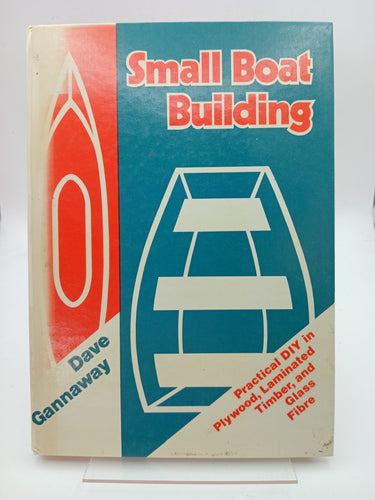 Small Boat
Building
Dave
Gannaway
Practical DIY in
Plywood, Laminated
Timber, and
Glass
Fibre